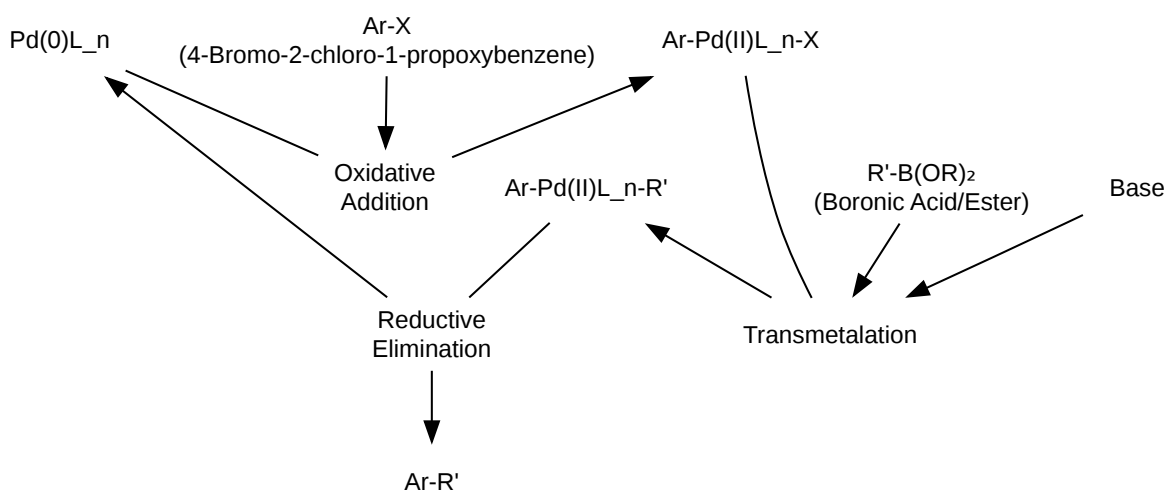 Pd(0)L_n
Ar-X
(4-Bromo-2-chloro-1-propoxybenzene)
Ar-Pd(II)L_n-X
Oxidative
Addition
Ar-Pd(II)L_n-R'
R'-B(OR)₂
(Boronic Acid/Ester)
Base
Reductive
Elimination
Transmetalation
Ar-R'